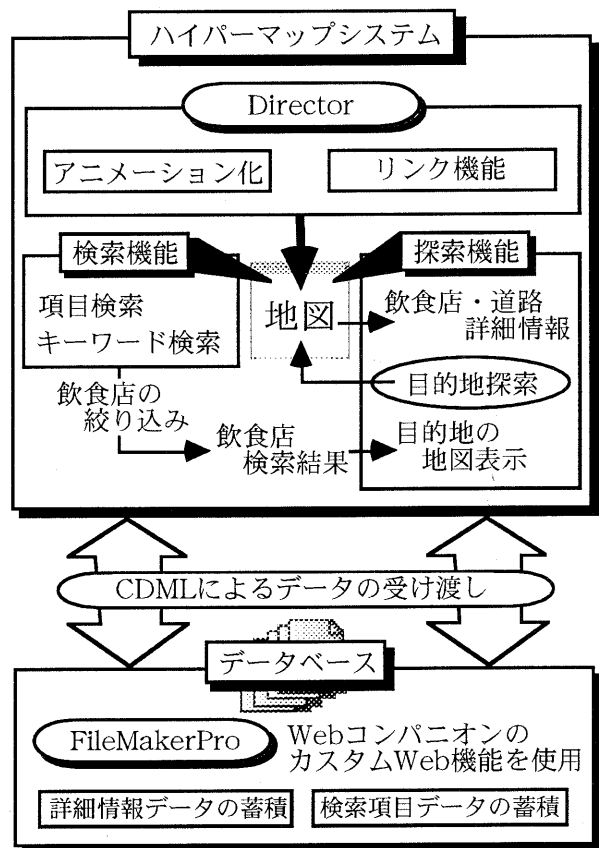 ハイパーマップシステム
Director
アニメーション化
リンク機能
検索機能
探索機能
項目検索
キーワード検索
地図
飲食店・道路
詳細情報
目的地探索
飲食店の
絞り込み
飲食店
検索結果
目的地の
地図表示
CDMLによるデータの受け渡し
データベース
FileMakerPro
Webコンパニオンの
カスタムWeb機能を使用
詳細情報データの蓄積
検索項目データの蓄積